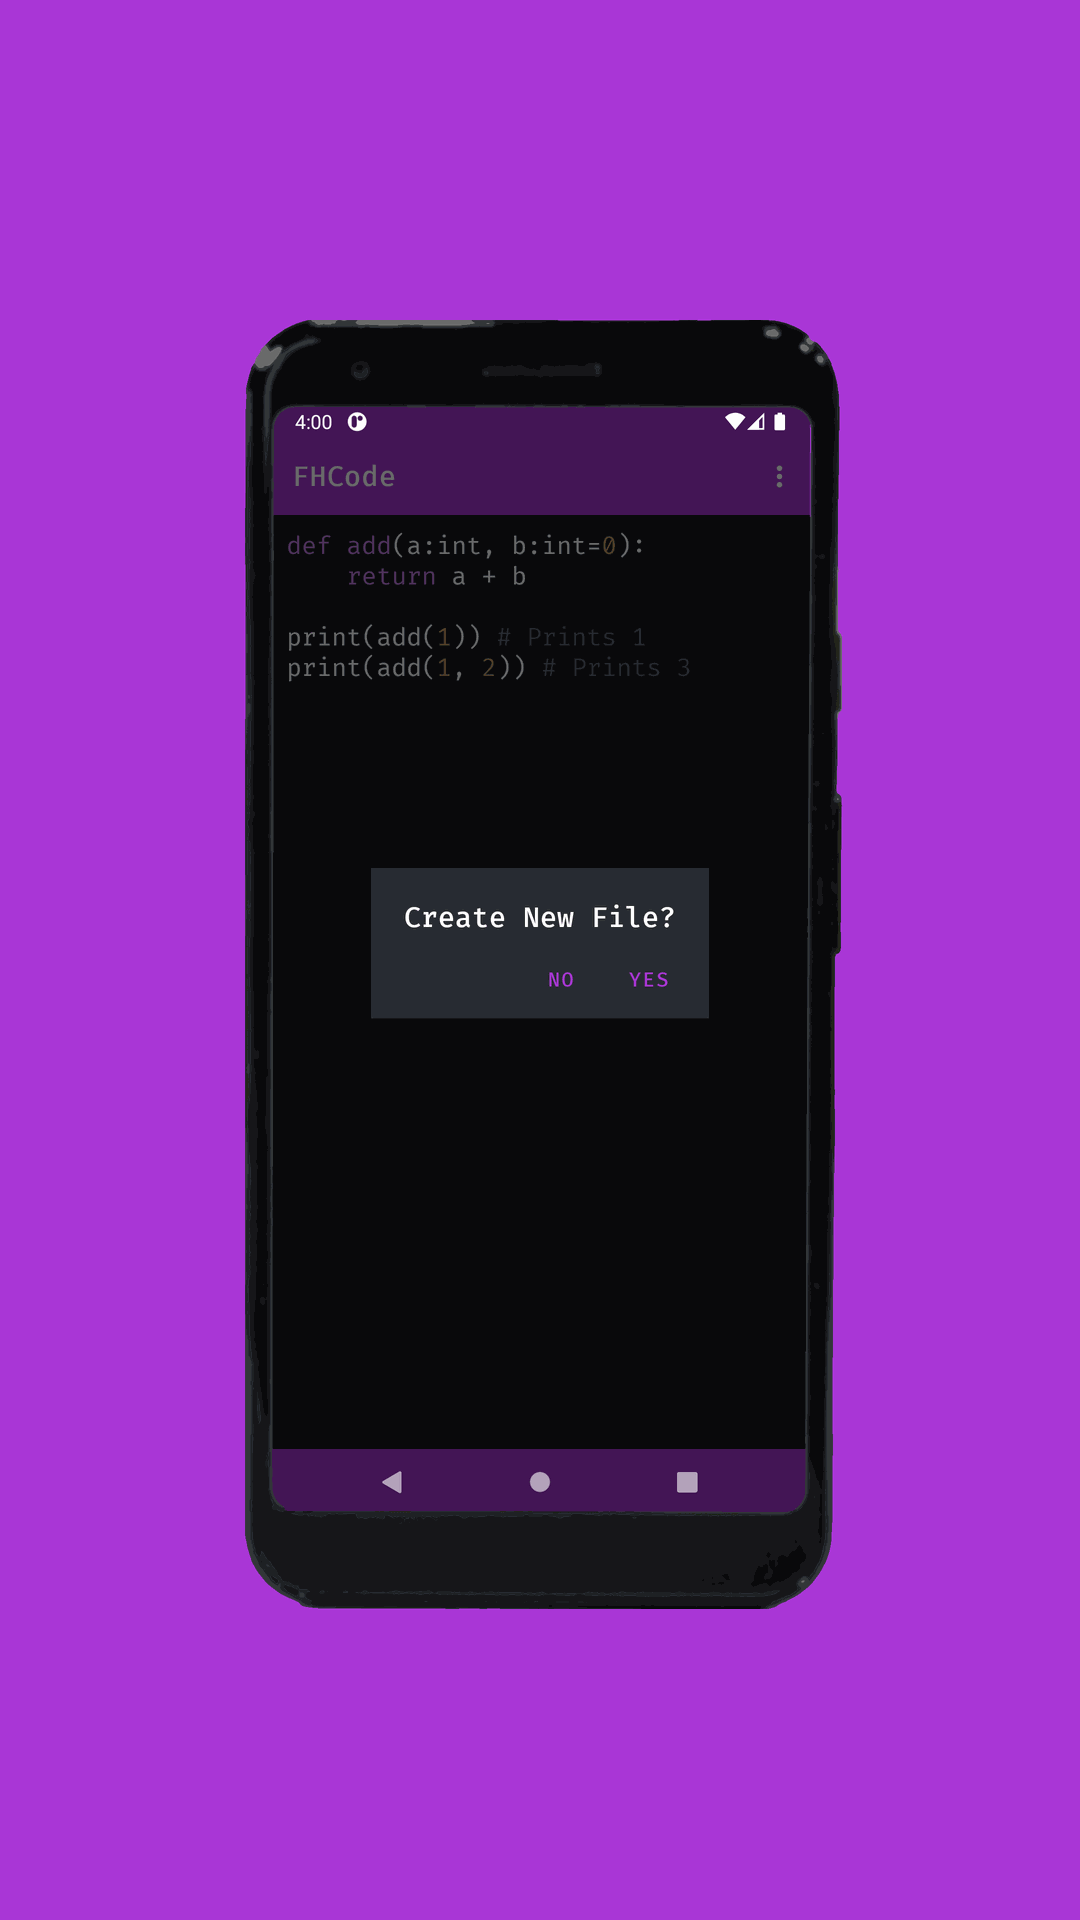 4:00
FHCode
def add(a:int, b:int=0):
    return a + b
print(add(1)) # Prints 1
print(add(1, 2)) # Prints 3
Create New File?
NO YES